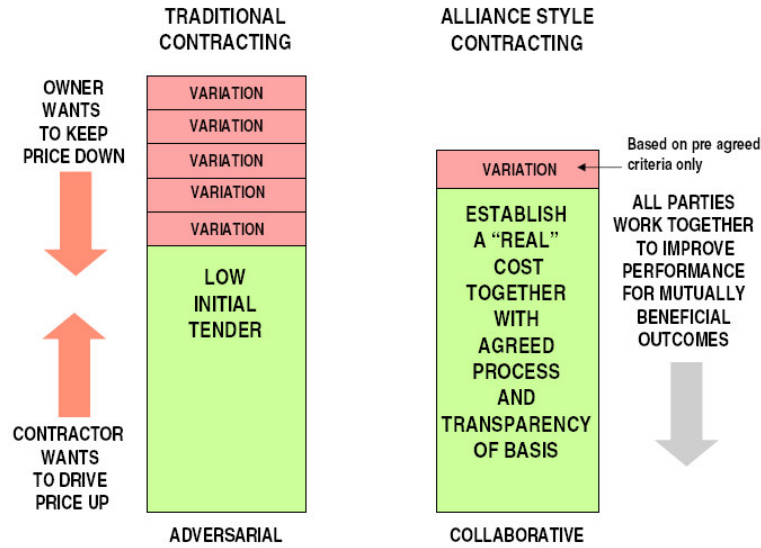 TRADITIONAL
CONTRACTING
OWNER
WANTS
TO KEEP
PRICE DOWN
VARIATION
VARIATION
VARIATION
VARIATION
VARIATION
LOW
INITIAL
TENDER
CONTRACTOR
WANTS
TO DRIVE
PRICE UP
ADVERSARIAL
ALLIANCE STYLE
CONTRACTING
VARIATION
Based on pre agreed
criteria only
ESTABLISH
A “REAL”
COST
TOGETHER
WITH
AGREED
PROCESS
AND
TRANSPARENCY
OF BASIS
ALL PARTIES
WORK TOGETHER
TO IMPROVE
PERFORMANCE
FOR MUTUALLY
BENEFICIAL
OUTCOMES
COLLABORATIVE